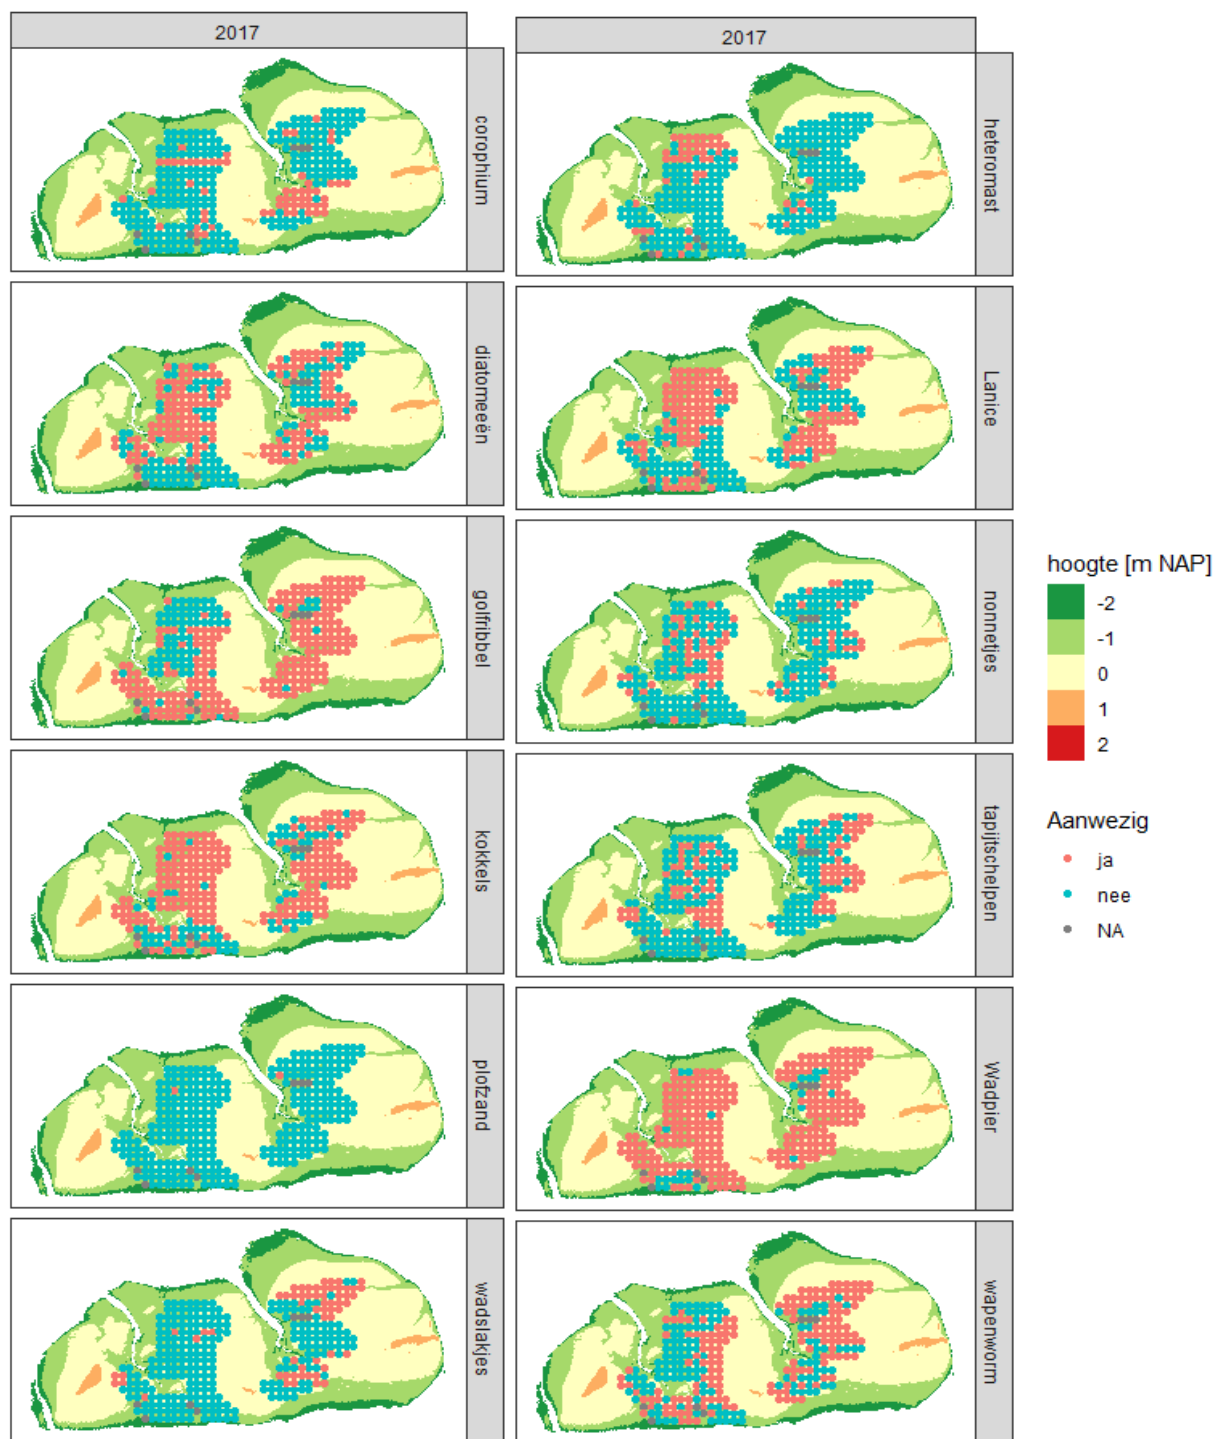 2017
2017
corophium
heteromast
diatomeeën
Lanice
golfribbel
nonnetjes
kokkels
tapijtschelpen
plofzand
Wadpier
wadslakjes
wapenworm
hoogte [m NAP]
-2
-1
0
1
2
Aanwezig
ja
nee
NA